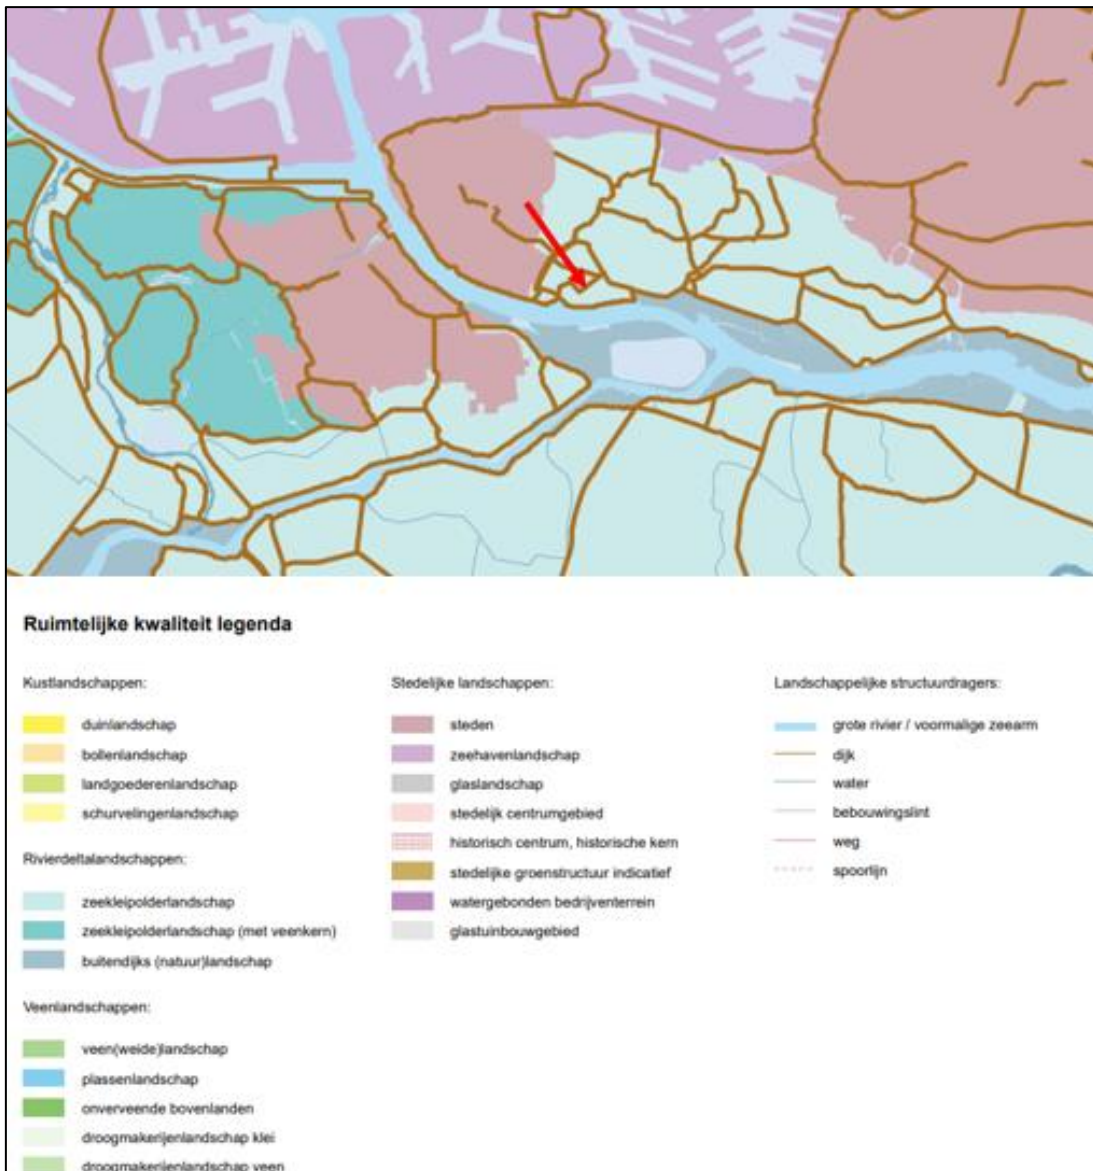 Ruimtelijke kwaliteit legenda
Kustlandschappen:
duinlandschap
bollenlandschap
landgoederenlandschap
schurvelingenlandschap
Rivierdeltalandschappen:
zeekleipolderlandschap
zeekleipolderlandschap (met veenkern)
buitendijks (natuur)landschap
Veenlandschappen:
veen(weide)landschap
plassenlandschap
onverveende bovenlanden
droogmakerijenlandschap klei
droogmakerijenlandschap veen
Stedelijke landschappen:
steden
zeehavenlandschap
glaslandschap
stedelijk centrumgebied
historisch centrum, historische kern
stedelijke groenstructuur indicatief
watergebonden bedrijventerrein
glastuinbouwgebied
Landschappelijke structuurdragers:
grote rivier / voormalige zeearm
dijk
water
bebouwingslint
weg
spoorlijn